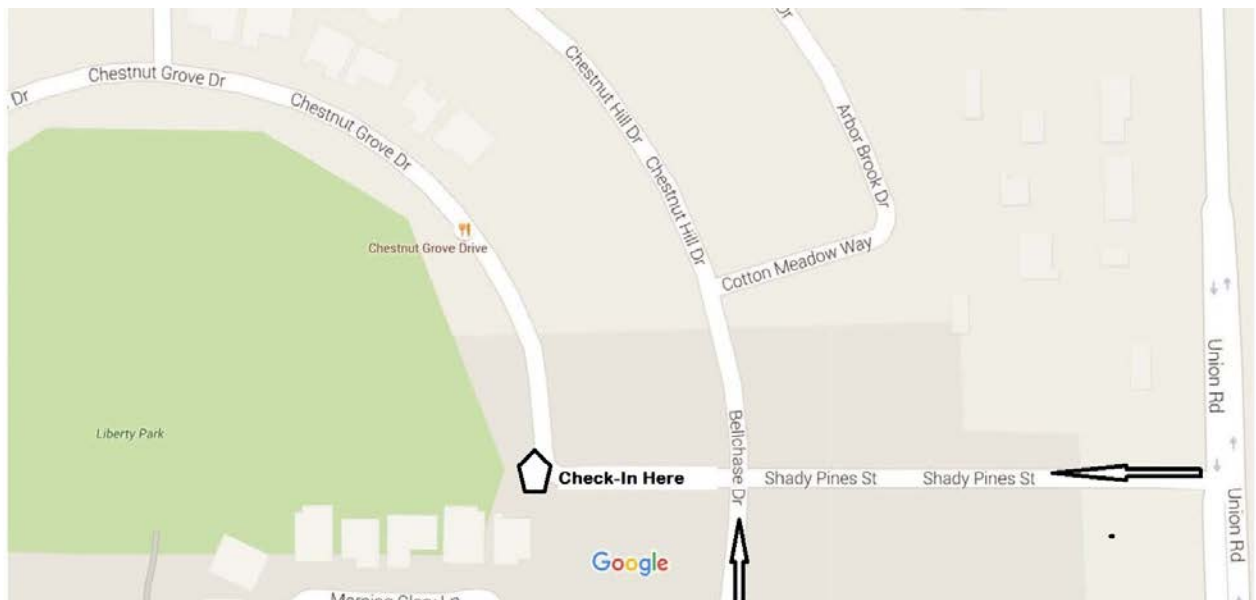 Dr
Chestnut Grove Dr
Chestnut Grove Dr
Chestnut Hill Dr
Chestnut Hill Dr
Dr
Arbor Brook Dr
Chestnut Grove Drive
Cotton Meadow Way
Union Rd
Liberty Park
Bellchase Dr
Check-In Here
Shady Pines St
Shady Pines St
Union Rd
Google